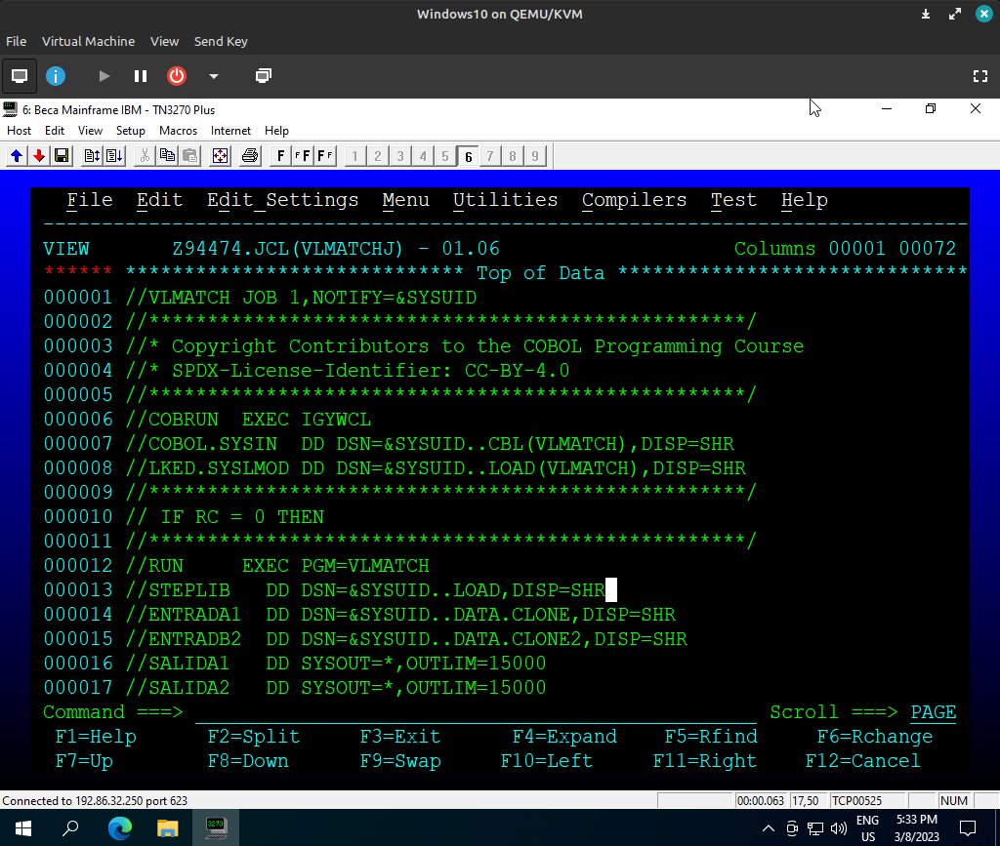 Windows10 on QEMU/KVM
File Virtual Machine View Send Key
6: Beca Mainframe IBM - TN3270 Plus
Host Edit View Setup Macros Internet Help
F F F F F 1 2 3 4 5 6 7 8 9
File Edit Edit_Settings Menu Utilities Compilers Test Help
VIEW Z94474.JCL(VLMATCHJ) - 01.06 Columns 00001 00072
****** ***************************** Top of Data ******************************
000001 //VLMATCH JOB 1,NOTIFY=&SYSUID
000002 //***************************************************/
000003 //* Copyright Contributors to the COBOL Programming Course
000004 //* SPDX-License-Identifier: CC-BY-4.0
000005 //***************************************************/
000006 //COBRUN  EXEC IGYWCL
000007 //COBOL.SYSIN  DD DSN=&SYSUID..CBL(VLMATCH),DISP=SHR
000008 //LKED.SYSLMOD DD DSN=&SYSUID..LOAD(VLMATCH),DISP=SHR
000009 //***************************************************/
000010 // IF RC = 0 THEN
000011 //***************************************************/
000012 //RUN     EXEC PGM=VLMATCH
000013 //STEPLIB   DD DSN=&SYSUID..LOAD,DISP=SHR
000014 //ENTRADA1  DD DSN=&SYSUID..DATA.CLONE,DISP=SHR
000015 //ENTRADB2  DD DSN=&SYSUID..DATA.CLONE2,DISP=SHR
000016 //SALIDA1   DD SYSOUT=*,OUTLIM=15000
000017 //SALIDA2   DD SYSOUT=*,OUTLIM=15000
Command ===> Scroll ===> PAGE
F1=Help F2=Split F3=Exit F4=Expand F5=Rfind F6=Rchange
F7=Up F8=Down F9=Swap F10=Left F11=Right F12=Cancel
Connected to 192.86.32.250 port 623 00:00.063 17,50 TCP00525 NUM
3270
ENG 5:33 PM
US 3/8/2023